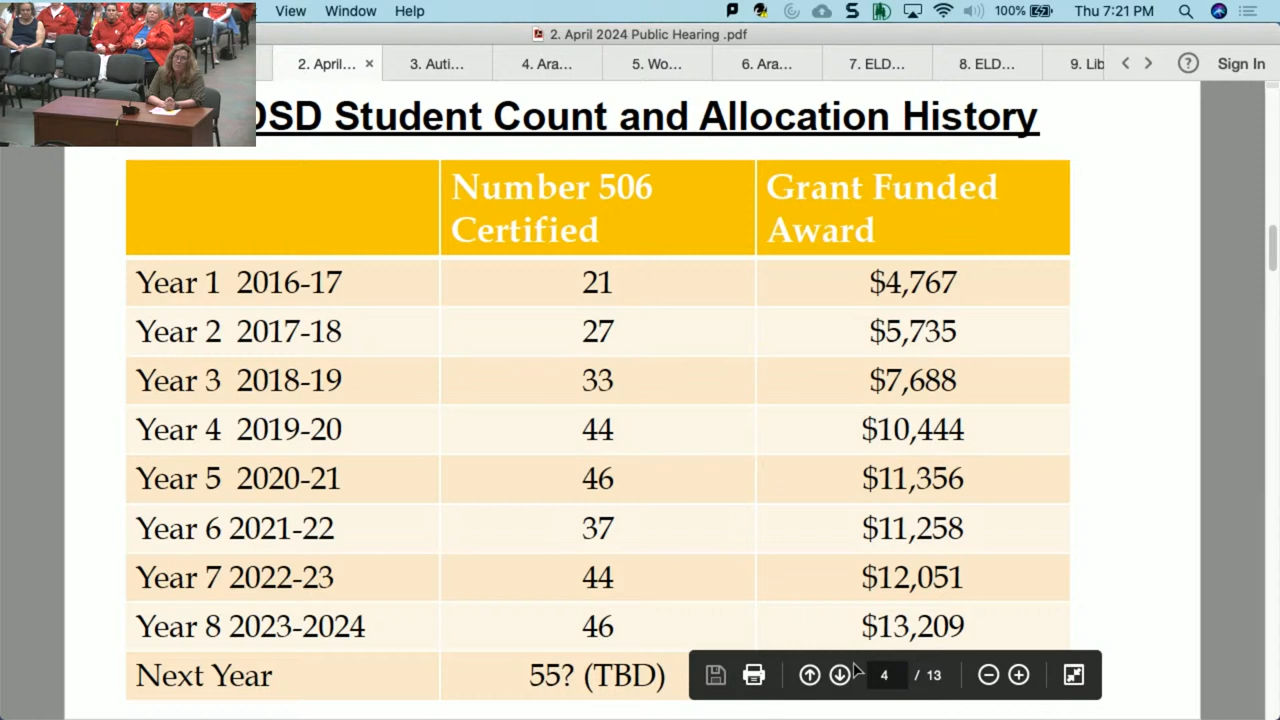 View Window Help 100% Thu 7:21 PM
2. April 2024 Public Hearing .pdf
2. April... × 3. Auti... 4. Ara... 5. Wo... 6. Ara... 7. ELD... 8. ELD... 9. Lib Sign In
DSD Student Count and Allocation History
Number 506 Certified
Grant Funded Award
Year 1 2016-17 21 $4,767
Year 2 2017-18 27 $5,735
Year 3 2018-19 33 $7,688
Year 4 2019-20 44 $10,444
Year 5 2020-21 46 $11,356
Year 6 2021-22 37 $11,258
Year 7 2022-23 44 $12,051
Year 8 2023-2024 46 $13,209
Next Year 55? (TBD)
4 / 13